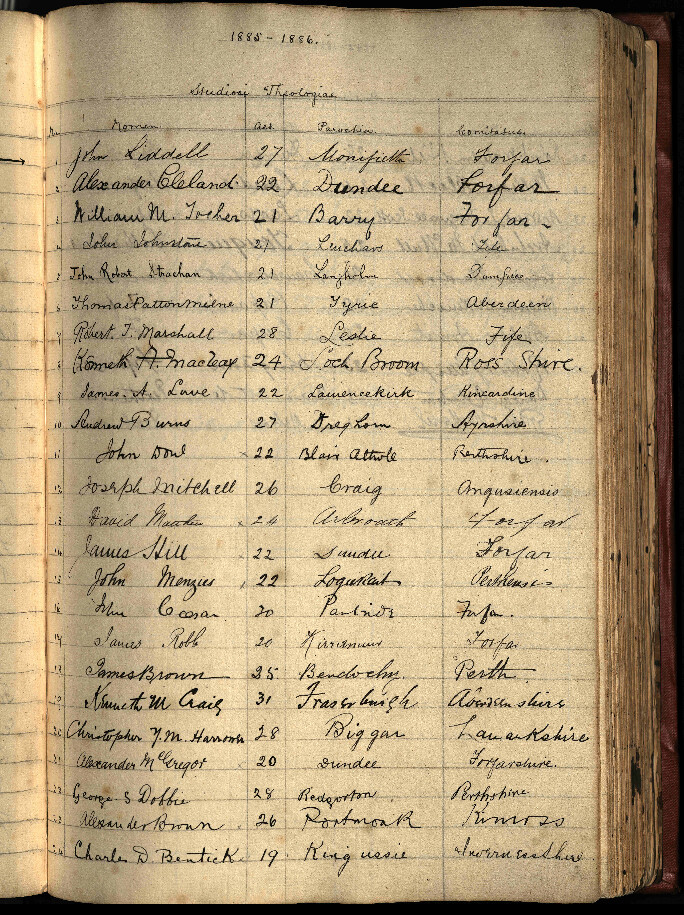 1885 - 1886.
Studiosi Theologiae
Nomen Aet. Parochia Comitatus
1 John Liddell 27 Monifieth Forfar
2 Alexander Cleland 22 Dundee Forfar
3 William M. Tocher 21 Barry Forfar
4 John Johnstone 27 Leuchars Fife
5 John Robert Strachan 21 Langholm Dumfries
6 Thomas Patton Milne 21 Tyrie Aberdeen
7 Robert T. Marshall 28 Leslie Fife
8 Kenneth A. Macleay 24 Loch Broom Ross Shire.
9 James. A. Lowe 22 Laurencekirk Kincardine
10 Andrew Burns 27 Dreghorn Ayrshire
11 John 22 Blair Athole Perthshire.
12 Joseph Mitchell 26 Craig Angusiensis
13 David 24 Arbroath Forfar
14 James Hill 22 Dundee Forfar
15 John Menzies 22 Logierait Perthensis
16 John Caesar 20 Panbride Forfar.
17 James Robb 20 Kirriemuir Forfar
18 James Brown 25 Bendochy. Perth.
19 Kenneth M Craig 31 Fraserburgh Aberdeenshire
20 Christopher Y. M. Harrower 28 Biggar Lanarkshire
21 Alexander McGregor 20 Dundee Forfarshire.
22 George S Dobbie 28 Redgorton Perthshire
23 Alexander Brown 26 Portmoak Kinross
24 Charles D Bentick 19. Kingussie Invernessshire.